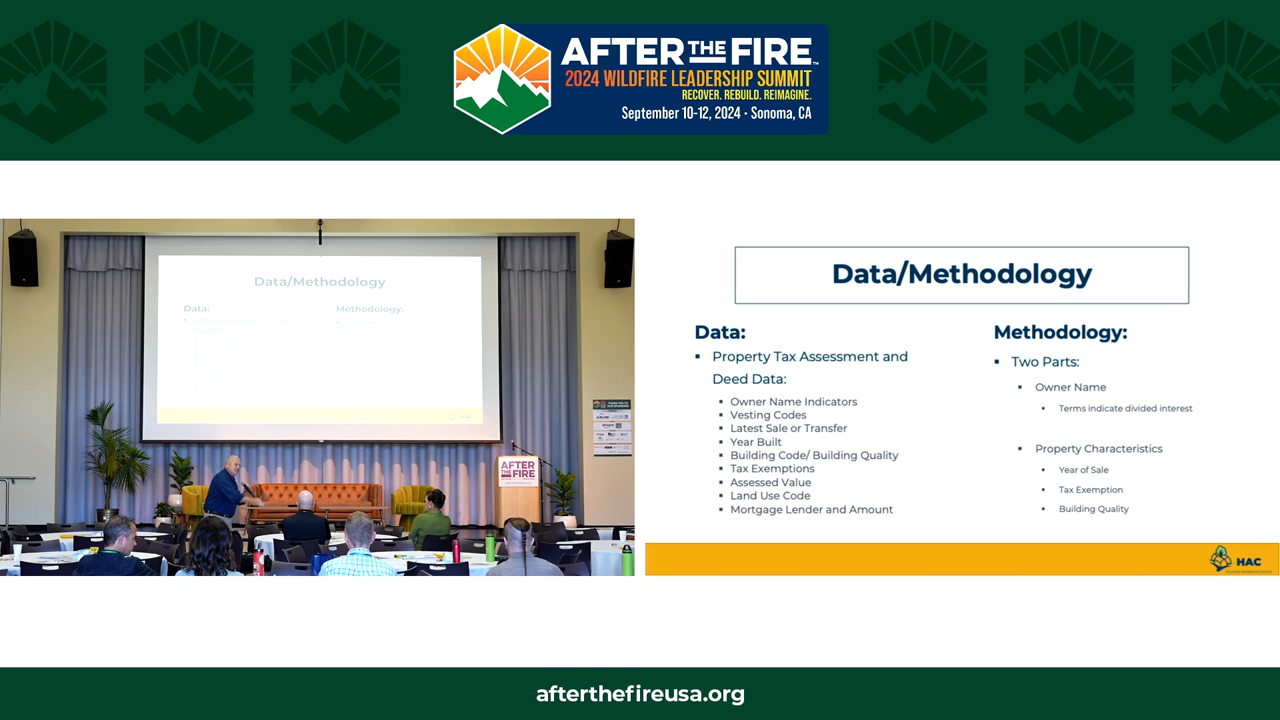 AFTER THE FIRE™
2024 WILDFIRE LEADERSHIP SUMMIT
RECOVER. REBUILD. REIMAGINE.
September 10-12, 2024 · Sonoma, CA
Data/Methodology
Data:
Methodology:
HAC
AFTER
THE
FIRE
Data/Methodology
Data:
▪ Property Tax Assessment and
Deed Data:
▪ Owner Name Indicators
▪ Vesting Codes
▪ Latest Sale or Transfer
▪ Year Built
▪ Building Code/ Building Quality
▪ Tax Exemptions
▪ Assessed Value
▪ Land Use Code
▪ Mortgage Lender and Amount
Methodology:
▪ Two Parts:
▪ Owner Name
▪ Terms indicate divided interest
▪ Property Characteristics
▪ Year of Sale
▪ Tax Exemption
▪ Building Quality
HAC
afterthefireusa.org